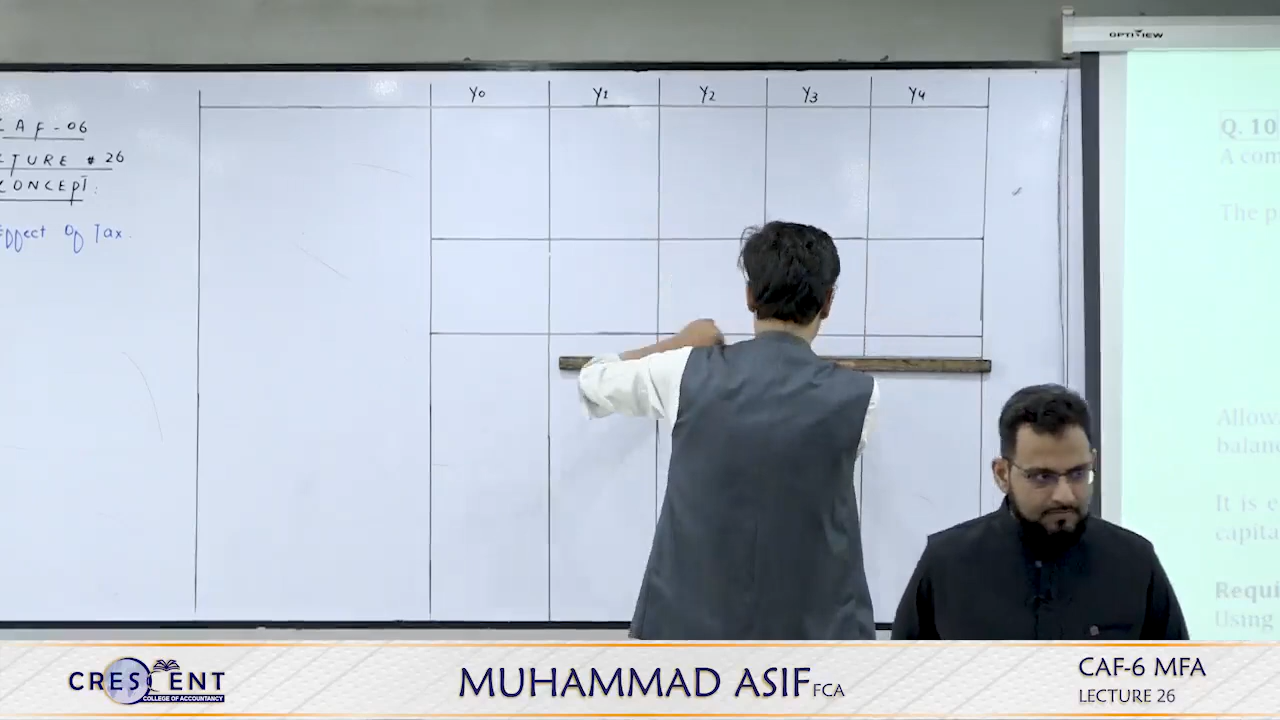 OPTIVIEW
CAF-06
CTURE # 26
CONCEPT:
Effect Of Tax.
Y0
Y1
Y2
Y3
Y4
Q. 10
A com
The p
Allow
balanc
It is e
capita
Requi
Using
CRESCENT
COLLEGE OF ACCOUNTANCY
MUHAMMAD ASIF FCA
CAF-6 MFA
LECTURE 26